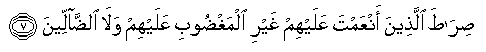 صِرَٰطَ ٱلَّذِينَ أَنْعَمْتَ عَلَيْهِمْ غَيْرِ ٱلْمَغْضُوبِ عَلَيْهِمْ وَلَا ٱلضَّآلِّينَ ﴿٧﴾